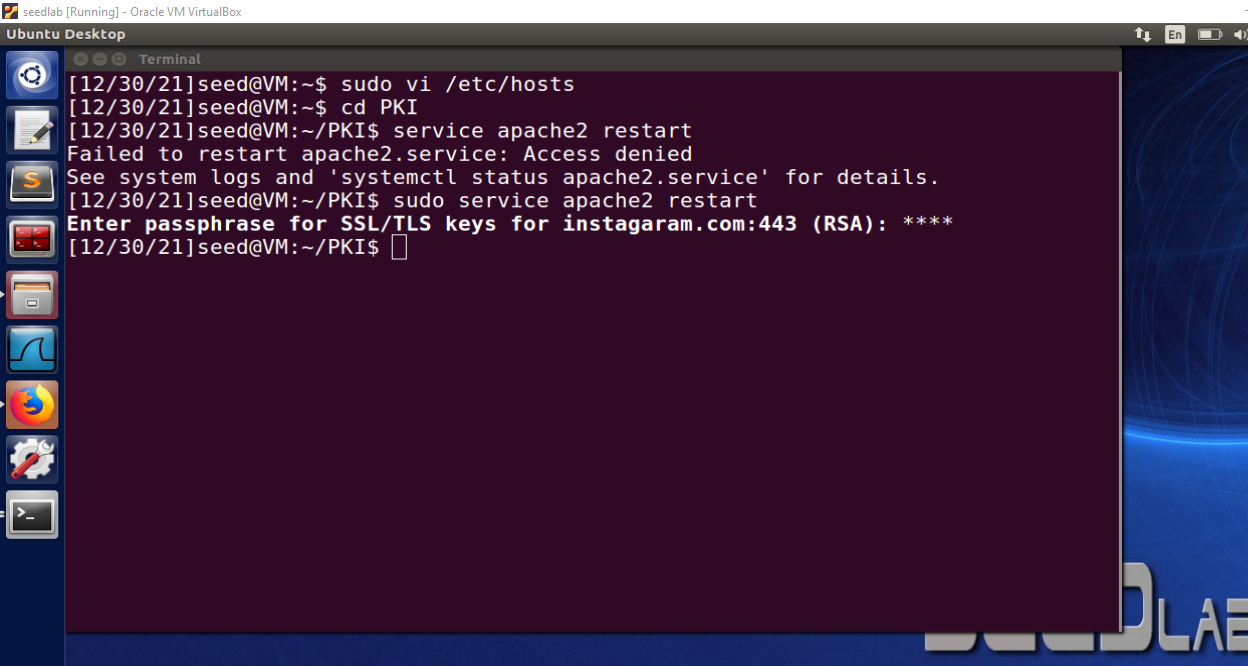 seedlab [Running] - Oracle VM VirtualBox
Ubuntu Desktop
En
Terminal
[12/30/21]seed@VM:~$ sudo vi /etc/hosts
[12/30/21]seed@VM:~$ cd PKI
[12/30/21]seed@VM:~/PKI$ service apache2 restart
Failed to restart apache2.service: Access denied
See system logs and 'systemctl status apache2.service' for details.
[12/30/21]seed@VM:~/PKI$ sudo service apache2 restart
Enter passphrase for SSL/TLS keys for instagaram.com:443 (RSA): ****
[12/30/21]seed@VM:~/PKI$
S
>_